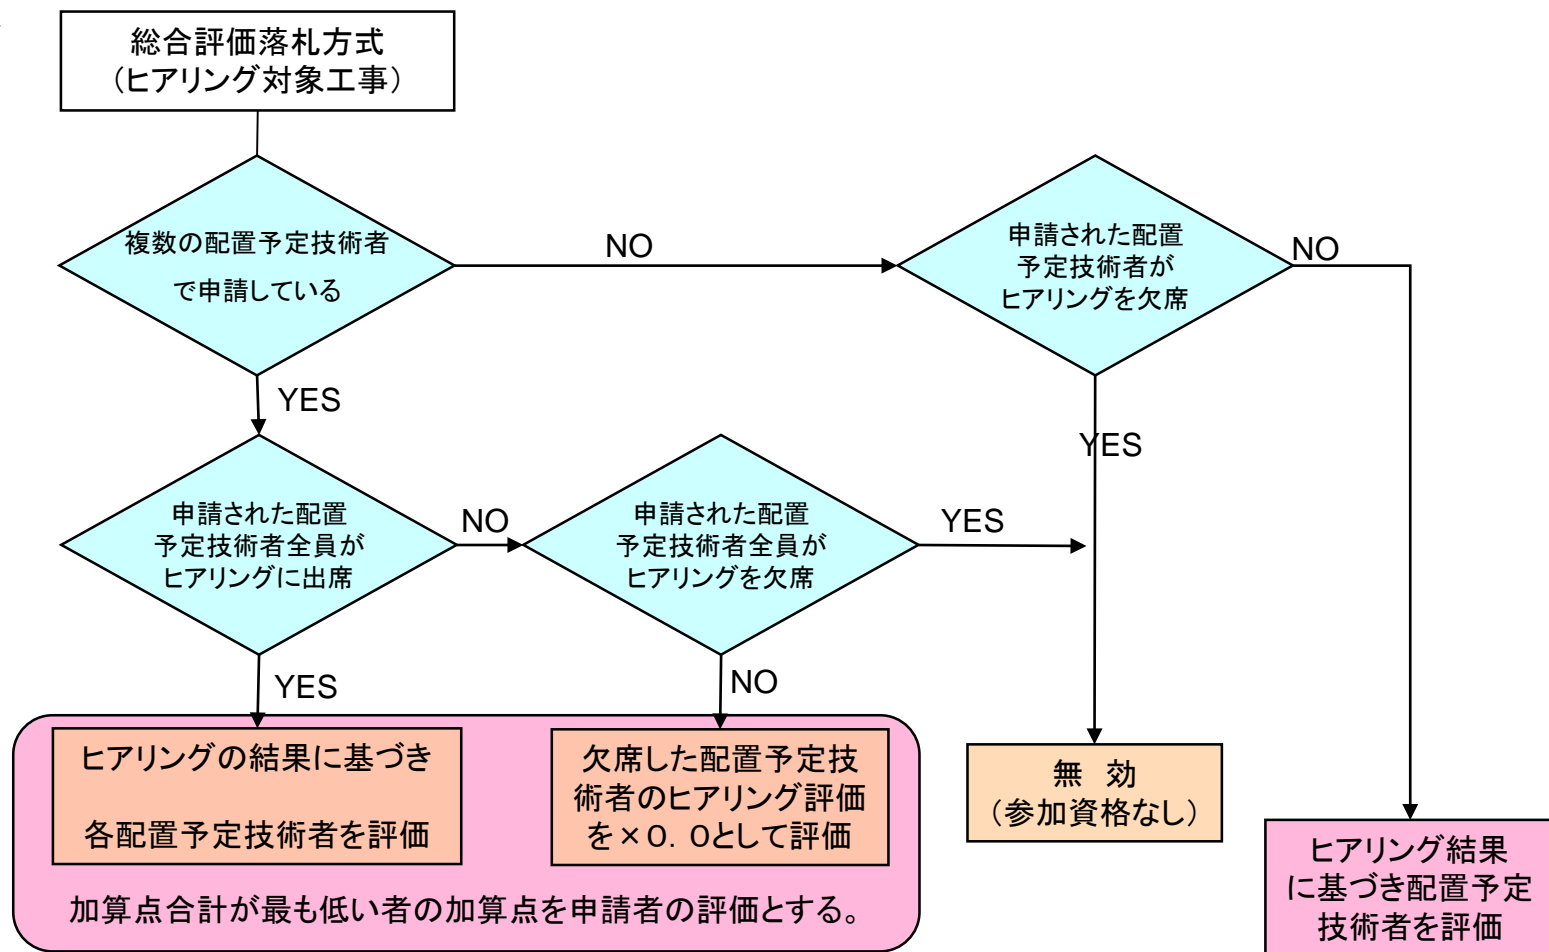 総合評価落札方式
（ヒアリング対象工事）
複数の配置予定技術者
で申請している
NO
申請された配置
予定技術者が
ヒアリングを欠席
NO
YES
YES
申請された配置
予定技術者全員が
ヒアリングに出席
NO
申請された配置
予定技術者全員が
ヒアリングを欠席
YES
YES
NO
ヒアリングの結果に基づき
各配置予定技術者を評価
欠席した配置予定技
術者のヒアリング評価
を×０．０として評価
無　効
（参加資格なし）
ヒアリング結果
に基づき配置予定
技術者を評価
加算点合計が最も低い者の加算点を申請者の評価とする。